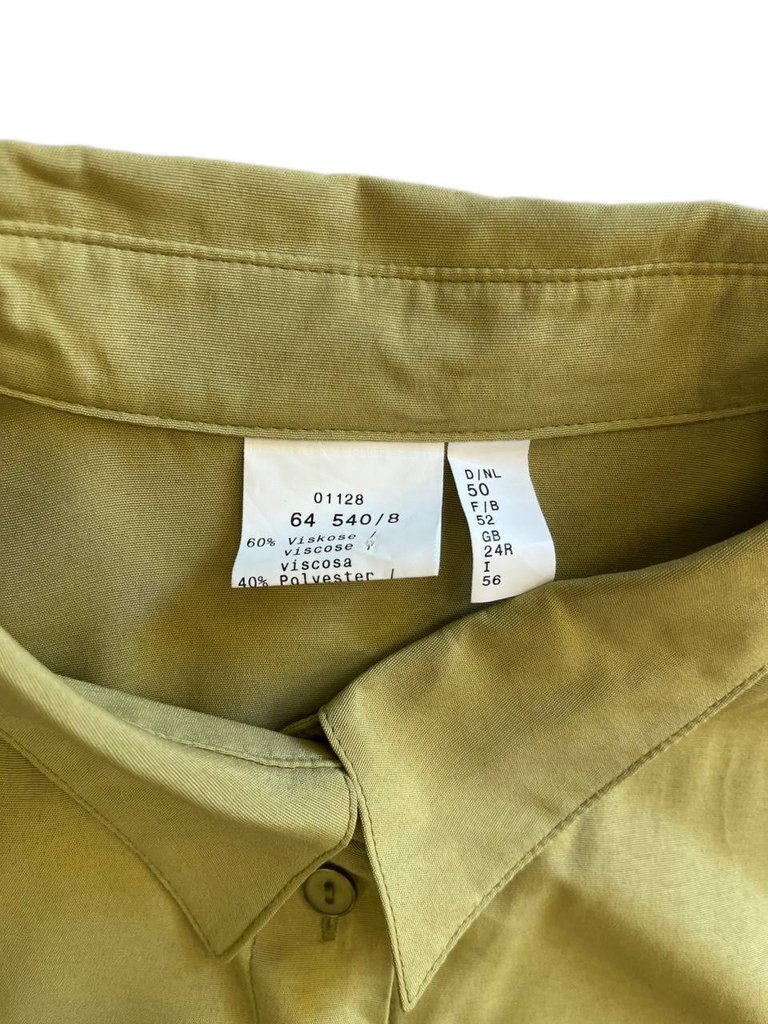 01128
64 540/8
60% Viskose /
viscose /
viscosa
40% Polyester /
D/NL
50
F/B
52
GB
24R
I
56